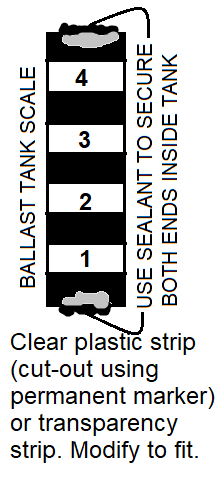 BALLAST TANK SCALE
4
3
2
1
USE SEALANT TO SECURE
BOTH ENDS INSIDE TANK
Clear plastic strip
(cut-out using
permanent marker)
or transparency
strip. Modify to fit.